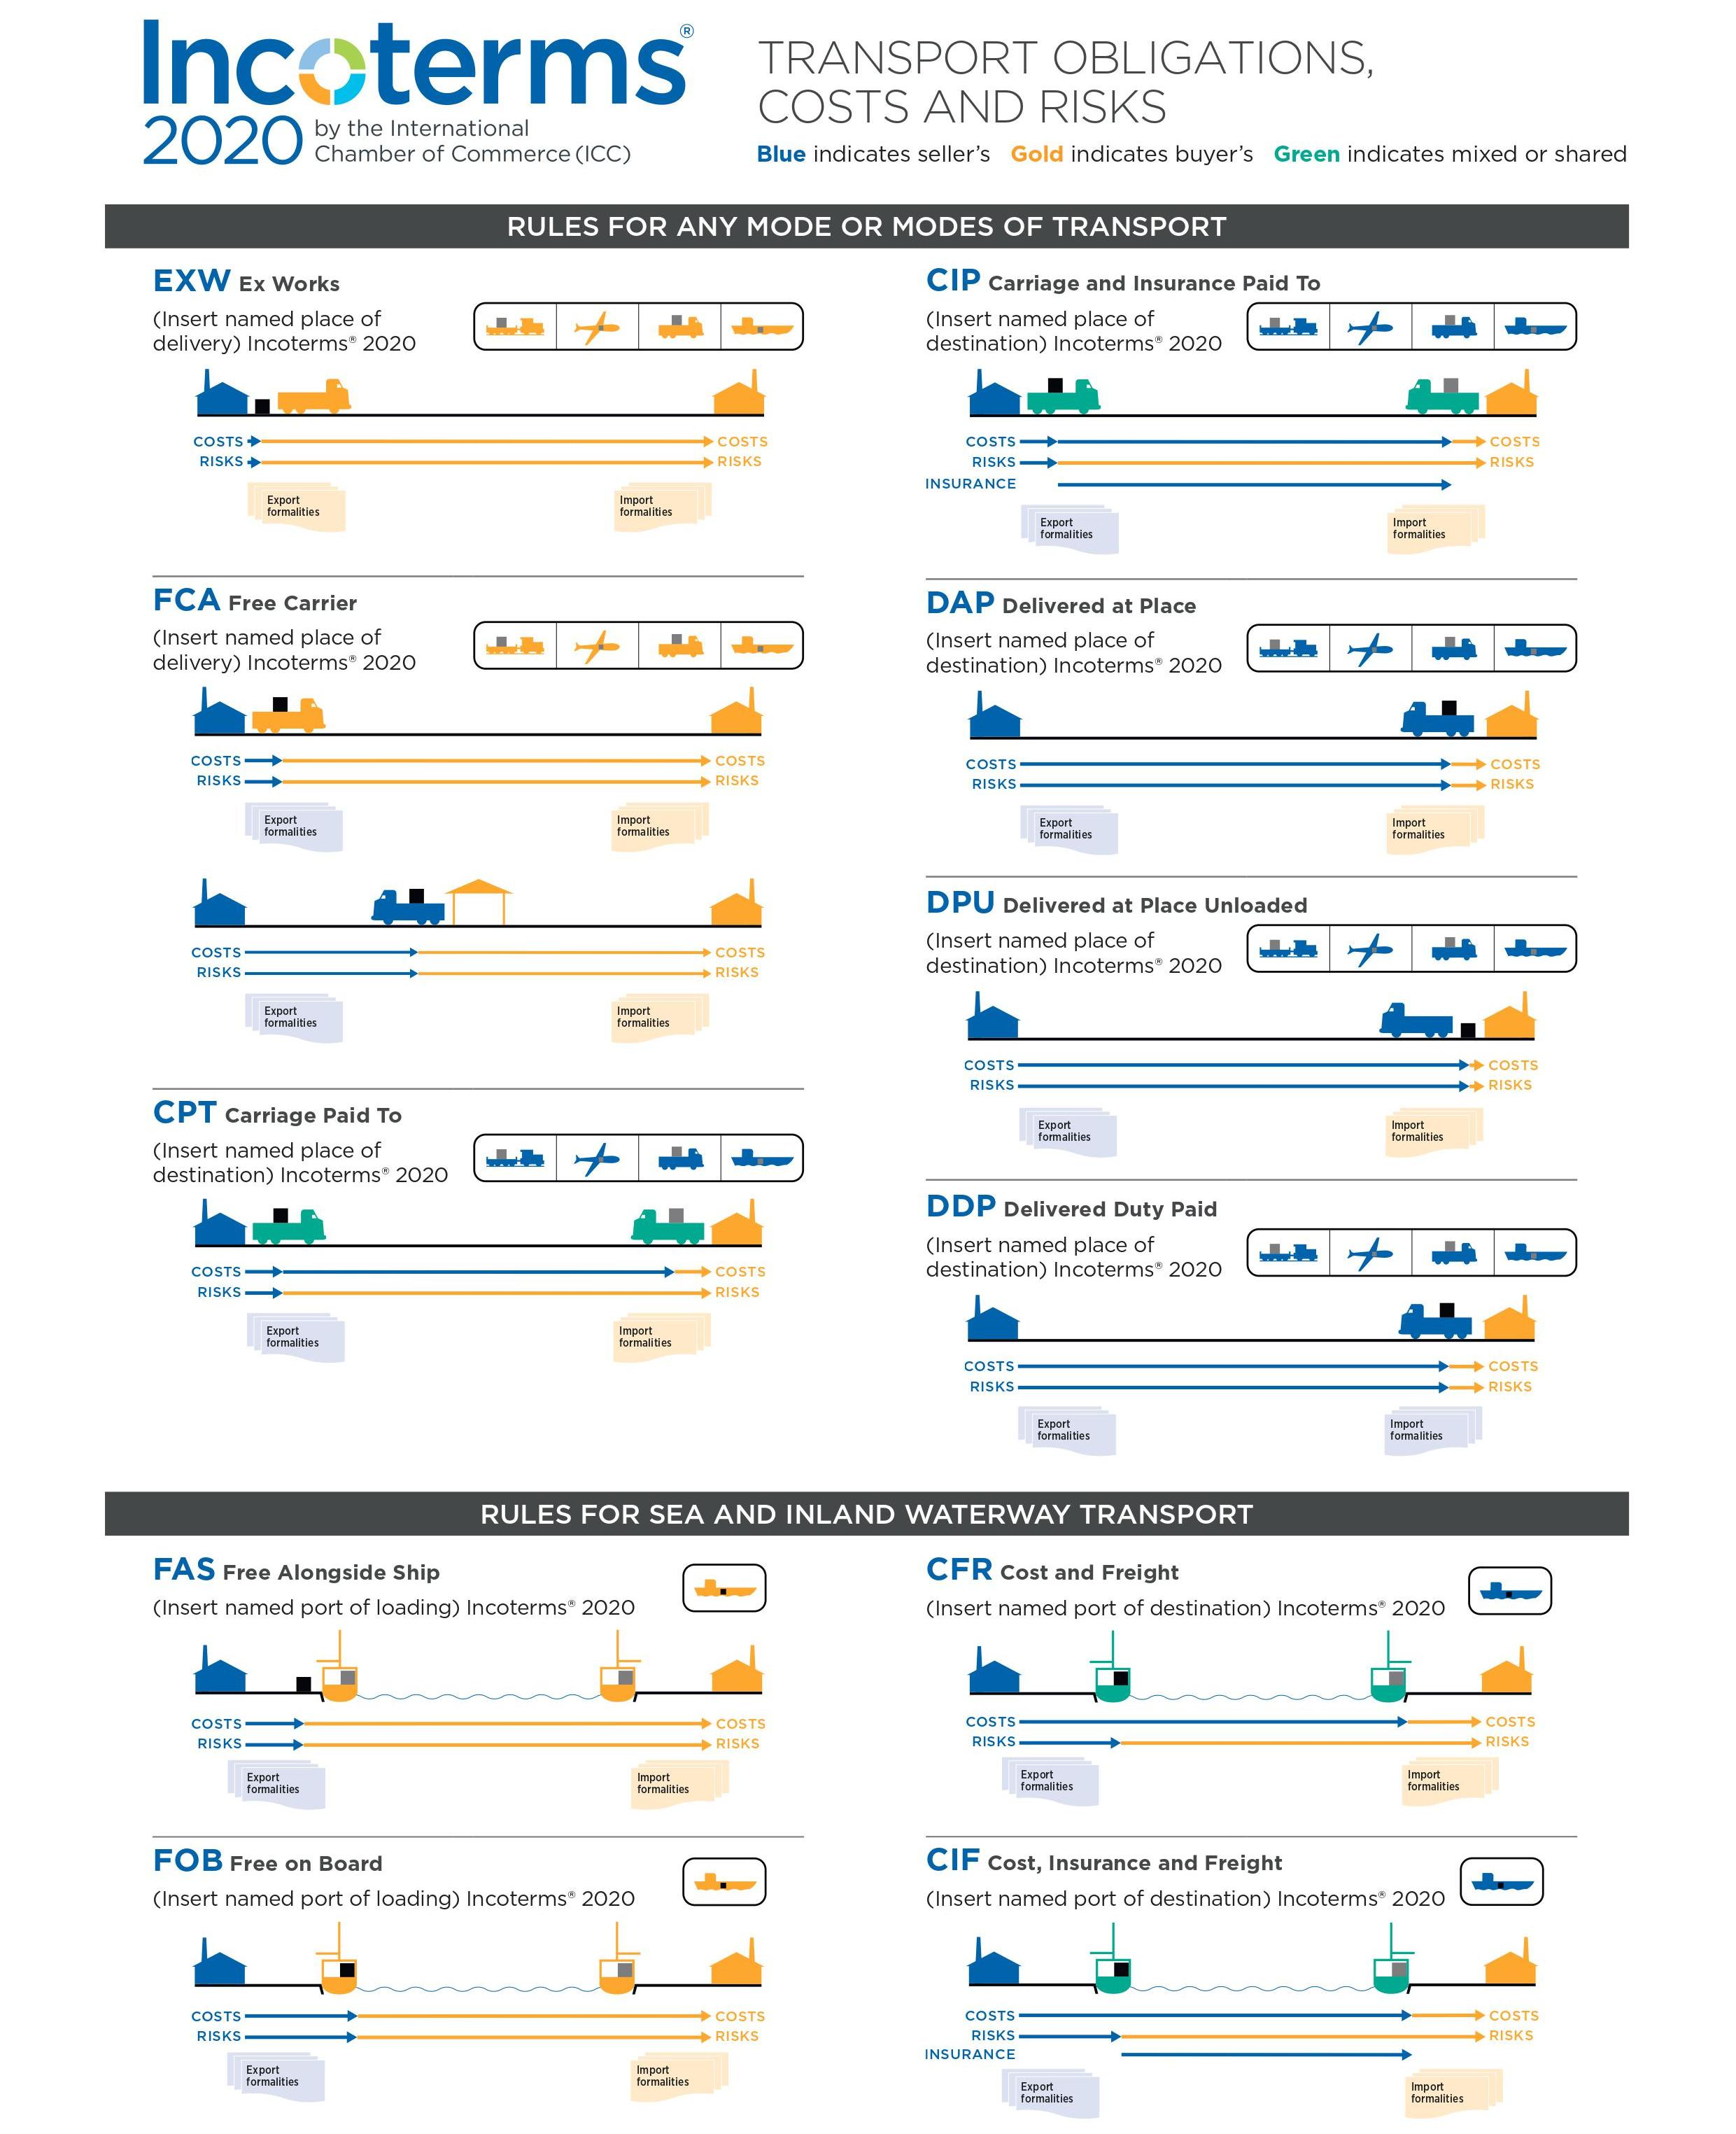 Incoterms®
2020 by the International
Chamber of Commerce (ICC)
TRANSPORT OBLIGATIONS,
COSTS AND RISKS
Blue indicates seller's Gold indicates buyer's Green indicates mixed or shared
RULES FOR ANY MODE OR MODES OF TRANSPORT
EXW Ex Works
(Insert named place of
delivery) Incoterms® 2020
COSTS COSTS
RISKS RISKS
Export
formalities
Import
formalities
FCA Free Carrier
(Insert named place of
delivery) Incoterms® 2020
COSTS COSTS
RISKS RISKS
Export
formalities
Import
formalities
COSTS COSTS
RISKS RISKS
Export
formalities
Import
formalities
CPT Carriage Paid To
(Insert named place of
destination) Incoterms® 2020
COSTS COSTS
RISKS RISKS
Export
formalities
Import
formalities
CIP Carriage and Insurance Paid To
(Insert named place of
destination) Incoterms® 2020
COSTS COSTS
RISKS RISKS
INSURANCE
Export
formalities
Import
formalities
DAP Delivered at Place
(Insert named place of
destination) Incoterms® 2020
COSTS COSTS
RISKS RISKS
Export
formalities
Import
formalities
DPU Delivered at Place Unloaded
(Insert named place of
destination) Incoterms® 2020
COSTS COSTS
RISKS RISKS
Export
formalities
Import
formalities
DDP Delivered Duty Paid
(Insert named place of
destination) Incoterms® 2020
COSTS COSTS
RISKS RISKS
Export
formalities
Import
formalities
RULES FOR SEA AND INLAND WATERWAY TRANSPORT
FAS Free Alongside Ship
(Insert named port of loading) Incoterms® 2020
COSTS COSTS
RISKS RISKS
Export
formalities
Import
formalities
FOB Free on Board
(Insert named port of loading) Incoterms® 2020
COSTS COSTS
RISKS RISKS
Export
formalities
Import
formalities
CFR Cost and Freight
(Insert named port of destination) Incoterms® 2020
COSTS COSTS
RISKS RISKS
Export
formalities
Import
formalities
CIF Cost, Insurance and Freight
(Insert named port of destination) Incoterms® 2020
COSTS COSTS
RISKS RISKS
INSURANCE
Export
formalities
Import
formalities